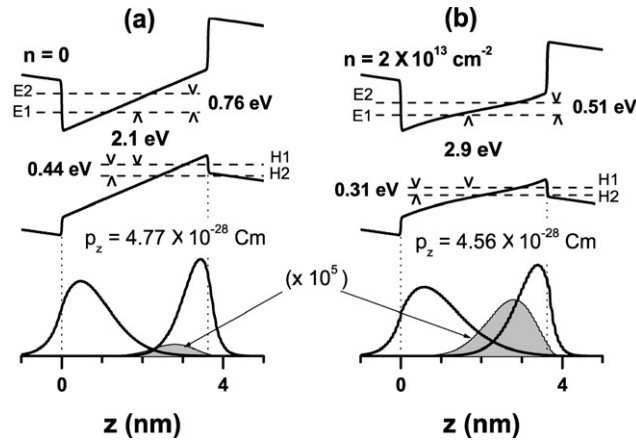 (a)
n = 0
E2
E1
0.76 eV
2.1 eV
0.44 eV
H1
H2
p_z = 4.77 X 10^-28 Cm
0
4
z (nm)
(x 10^5)
(b)
n = 2 X 10^13 cm^-2
E2
E1
0.51 eV
2.9 eV
0.31 eV
H1
H2
p_z = 4.56 X 10^-28 Cm
0
4
z (nm)